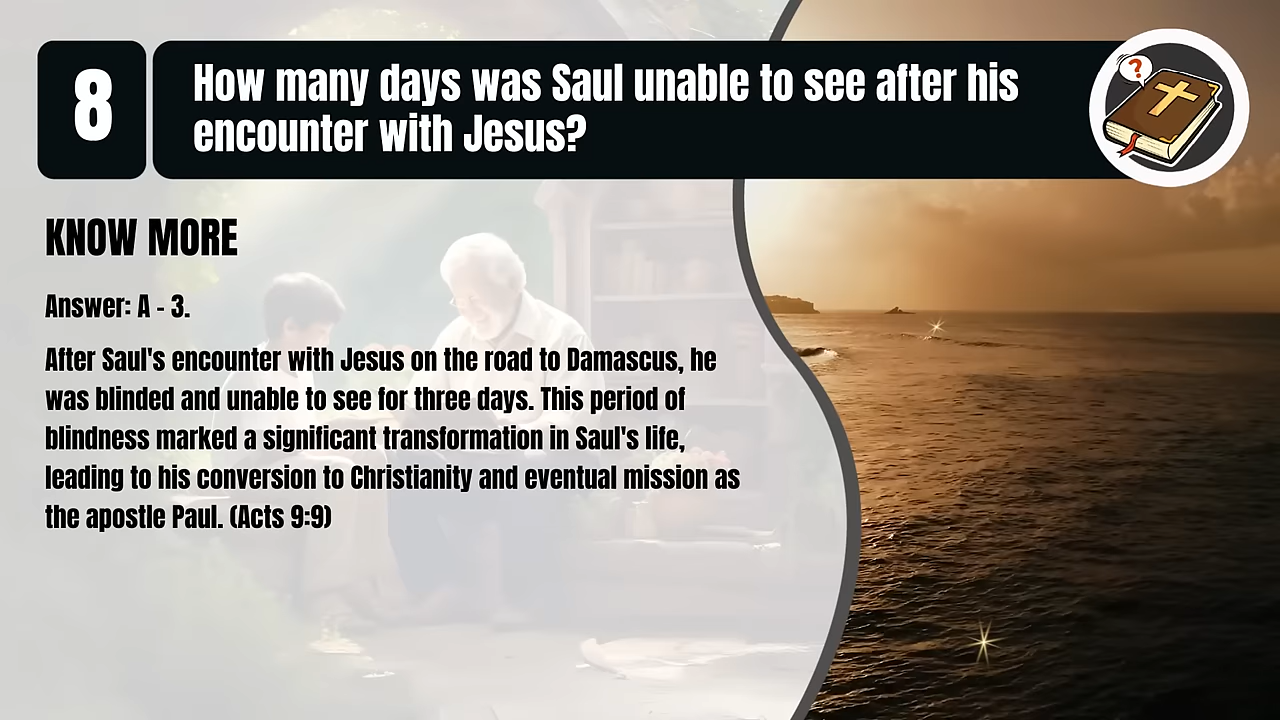 8
How many days was Saul unable to see after his
encounter with Jesus?
?
KNOW MORE
Answer: A - 3.
After Saul's encounter with Jesus on the road to Damascus, he
was blinded and unable to see for three days. This period of
blindness marked a significant transformation in Saul's life,
leading to his conversion to Christianity and eventual mission as
the apostle Paul. (Acts 9:9)